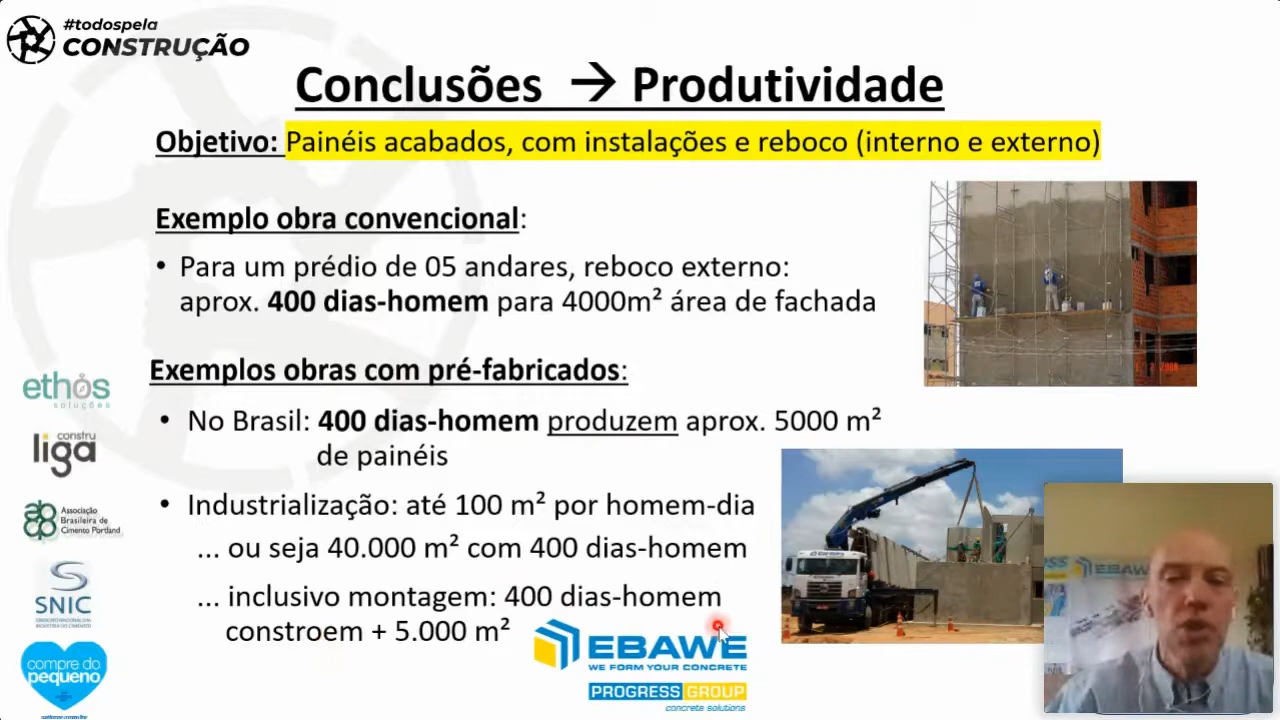 #todospela
CONSTRUÇÃO
Conclusões → Produtividade
Objetivo: Painéis acabados, com instalações e reboco (interno e externo)
Exemplo obra convencional:
• Para um prédio de 05 andares, reboco externo:
aprox. 400 dias-homem para 4000m² área de fachada
Exemplos obras com pré-fabricados:
• No Brasil: 400 dias-homem produzem aprox. 5000 m²
de painéis
• Industrialização: até 100 m² por homem-dia
... ou seja 40.000 m² com 400 dias-homem
... inclusivo montagem: 400 dias-homem
constroem + 5.000 m²
ethos
soluções
constru
liga
Associação
Brasileira de
Cimento Portland
SNIC
compre do
pequeno
EBAWE
WE FORM YOUR CONCRETE
PROGRESS GROUP
concrete solutions
EBAWE